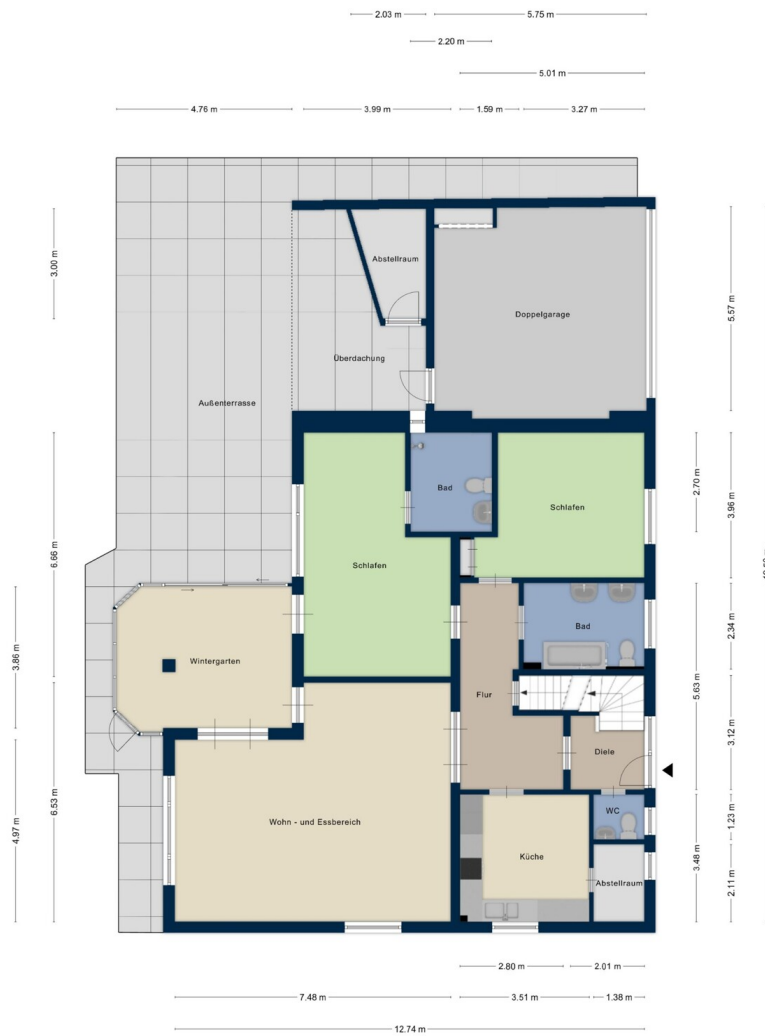 2.03 m
5.75 m
2.20 m
5.01 m
4.76 m
3.99 m
1.59 m
3.27 m
3.00 m
Abstellraum
5.57 m
Doppelgarage
Überdachung
Außenterrasse
6.66 m
Bad
Schlafen
2.70 m
3.96 m
Schlafen
3.86 m
Bad
2.34 m
Wintergarten
5.63 m
Flur
3.12 m
Diele
6.53 m
4.97 m
Wohn - und Essbereich
WC
1.23 m
Küche
3.48 m
Abstellraum
2.11 m
2.80 m
2.01 m
7.48 m
3.51 m
1.38 m
12.74 m